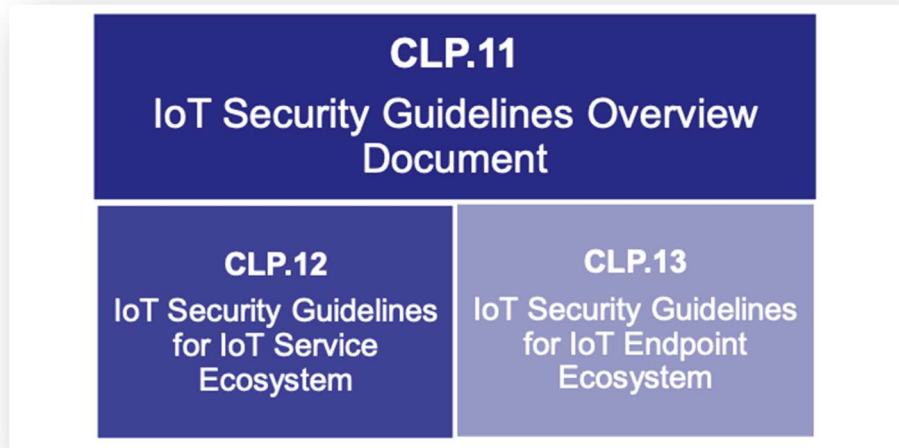 CLP.11
IoT Security Guidelines Overview
Document
CLP.12
IoT Security Guidelines
for IoT Service
Ecosystem
CLP.13
IoT Security Guidelines
for IoT Endpoint
Ecosystem